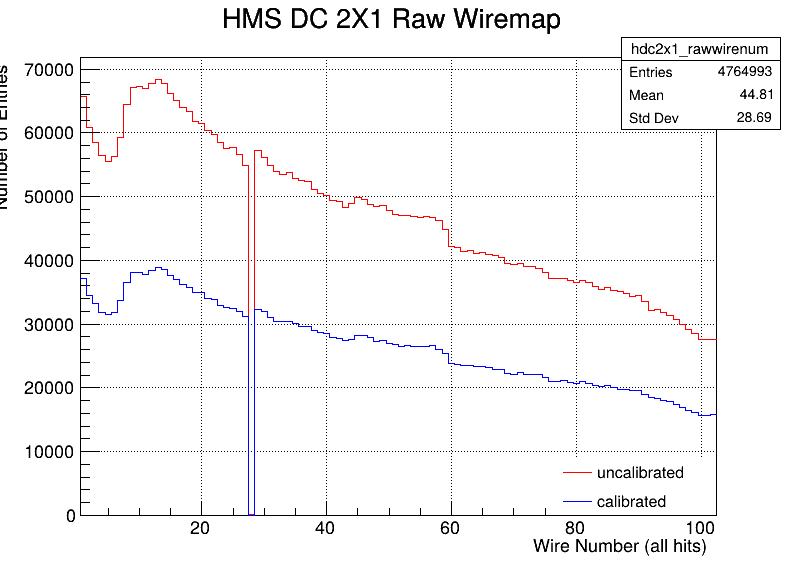 HMS DC 2X1 Raw Wiremap
hdc2x1_rawwirenum
Entries 4764993
Mean 44.81
Std Dev 28.69
Number of Entries
70000
60000
50000
40000
30000
20000
10000
0
uncalibrated
calibrated
20 40 60 80 100
Wire Number (all hits)